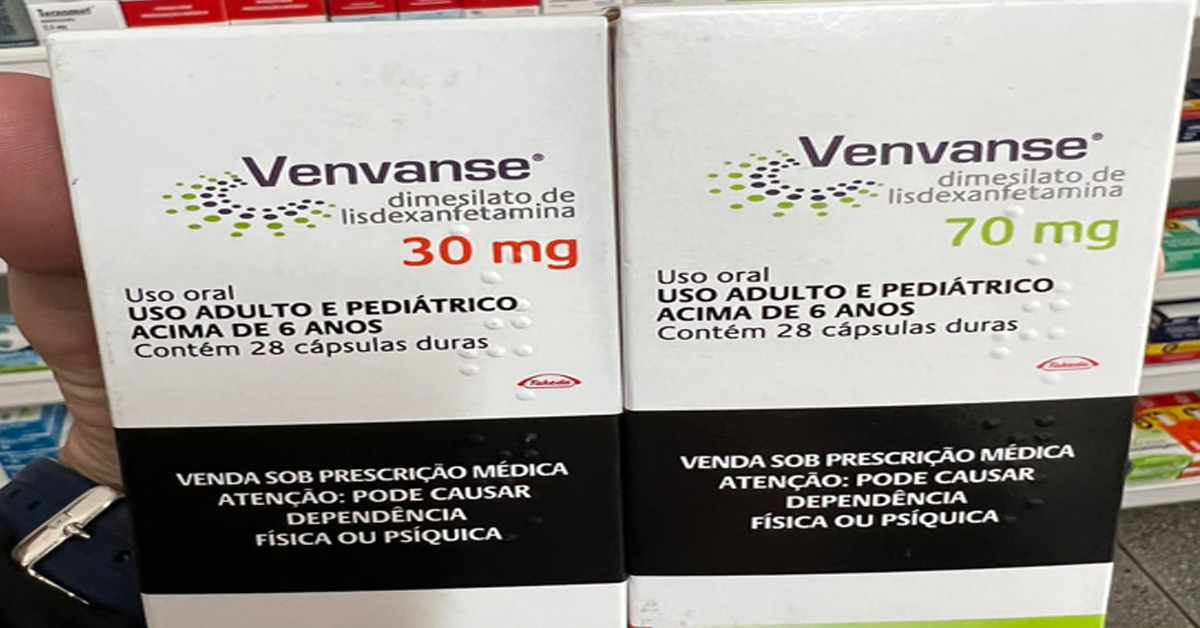 Venvanse®
dimesilato de
lisdexanfetamina
30 mg
Uso oral
USO ADULTO E PEDIÁTRICO
ACIMA DE 6 ANOS
Contém 28 cápsulas duras
Takeda
VENDA SOB PRESCRIÇÃO MÉDICA
ATENÇÃO: PODE CAUSAR
DEPENDÊNCIA
FÍSICA OU PSÍQUICA
Venvanse®
dimesilato de
lisdexanfetamina
70 mg
Uso oral
USO ADULTO E PEDIÁTRICO
ACIMA DE 6 ANOS
Contém 28 cápsulas duras
Takeda
VENDA SOB PRESCRIÇÃO MÉDICA
ATENÇÃO: PODE CAUSAR
DEPENDÊNCIA
FÍSICA OU PSÍQUICA